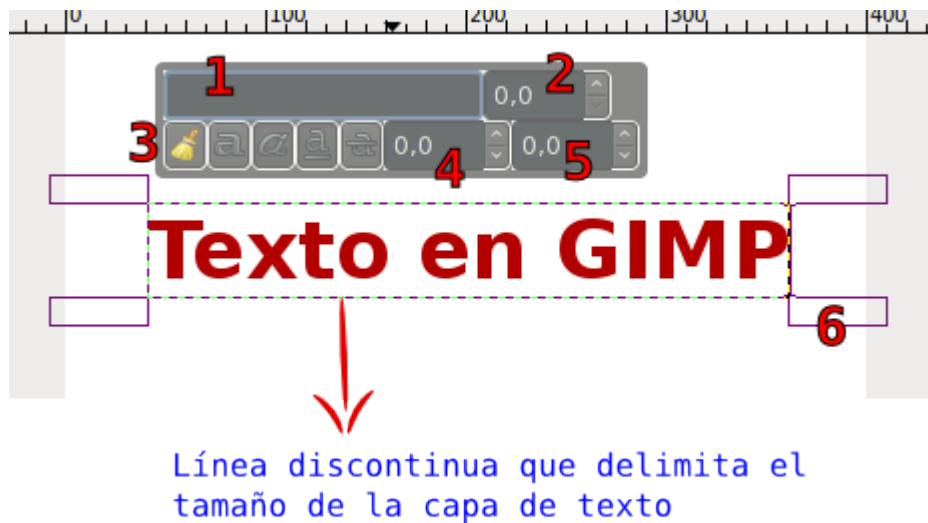 0 100 200 300 400
1
0,0 2
3 a a a a 0,0 4 0,0 5
Texto en GIMP
6
Línea discontinua que delimita el
tamaño de la capa de texto